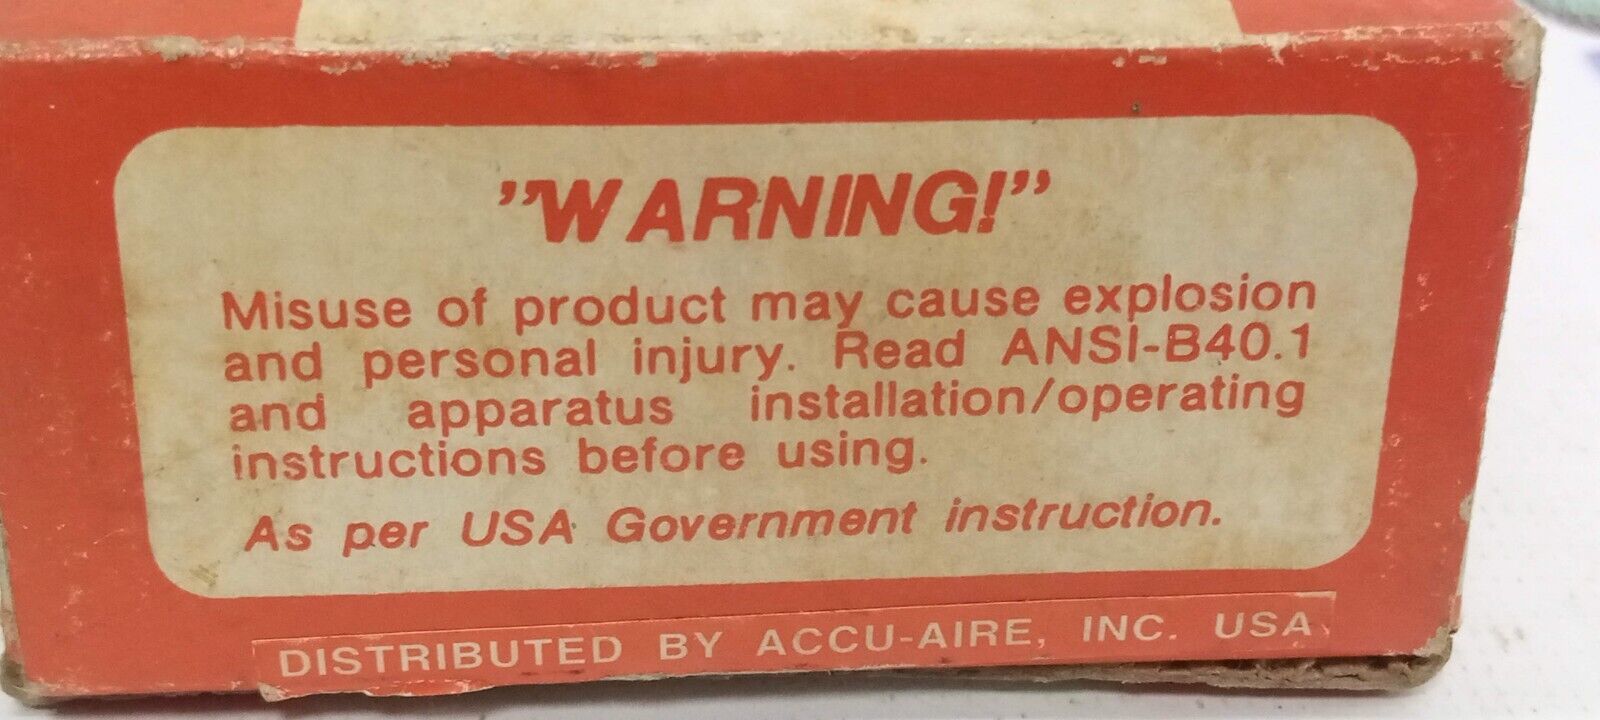 ”WARNING!”
Misuse of product may cause explosion
and personal injury. Read ANSI-B40.1
and apparatus installation/operating
instructions before using.
As per USA Government instruction.
DISTRIBUTED BY ACCU-AIRE, INC. USA